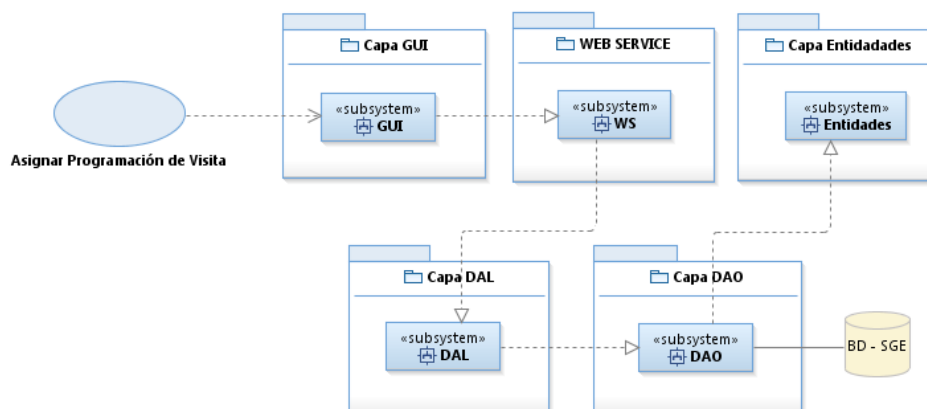 Capa GUI
WEB SERVICE
Capa Entidadades
«subsystem»
GUI
«subsystem»
WS
«subsystem»
Entidades
Asignar Programación de Visita
Capa DAL
Capa DAO
«subsystem»
DAL
«subsystem»
DAO
BD - SGE